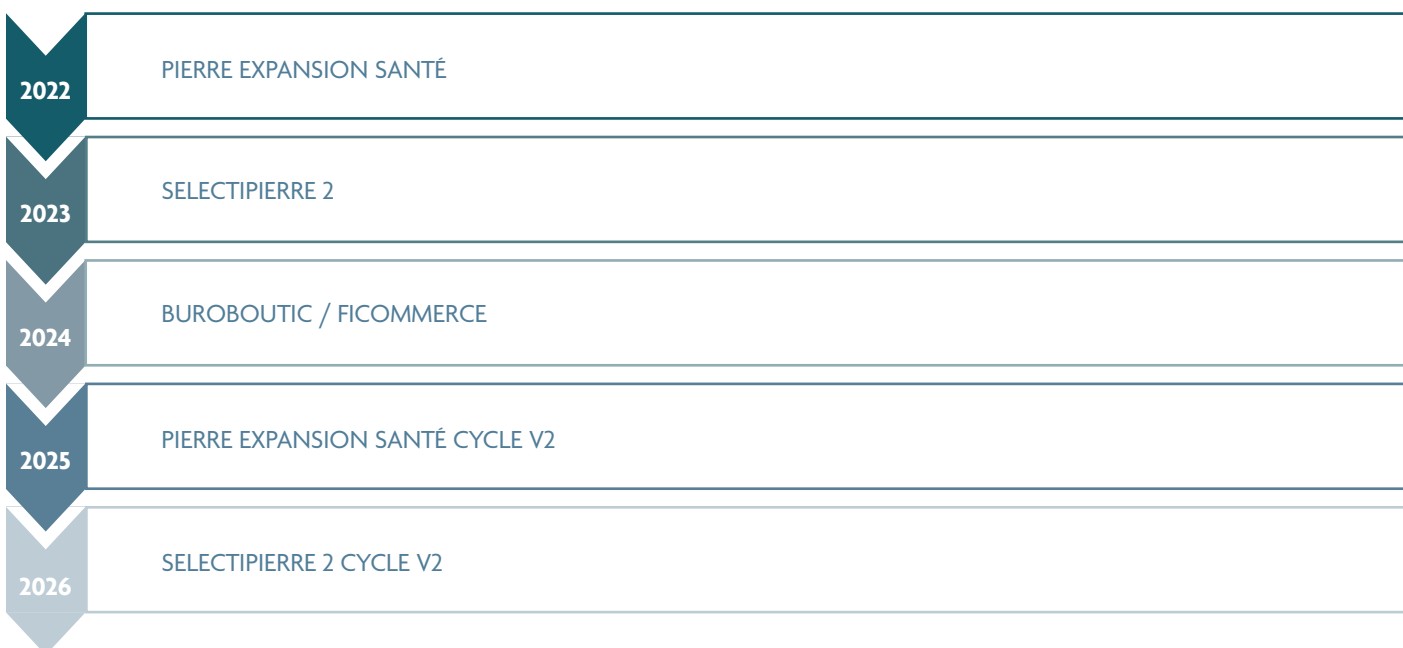 2022
PIERRE EXPANSION SANTÉ
2023
SELECTIPIERRE 2
2024
BUROBOUTIC / FICOMMERCE
2025
PIERRE EXPANSION SANTÉ CYCLE V2
2026
SELECTIPIERRE 2 CYCLE V2